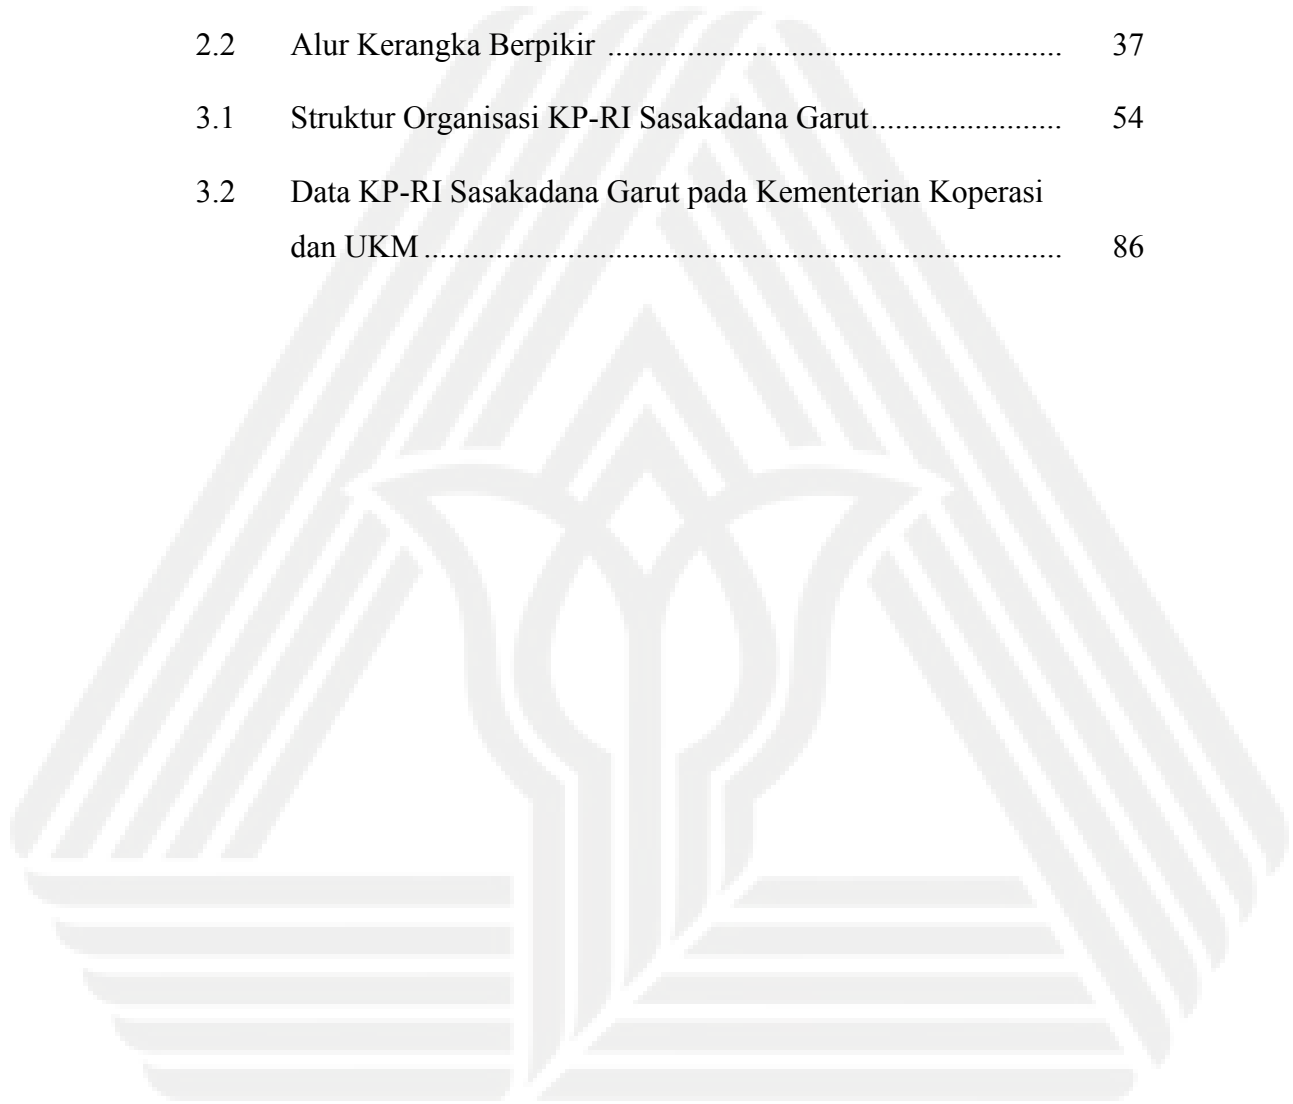 2.2 Alur Kerangka Berpikir ........................................................ 37
3.1 Struktur Organisasi KP-RI Sasakadana Garut........................ 54
3.2 Data KP-RI Sasakadana Garut pada Kementerian Koperasi
dan UKM ............................................................................... 86